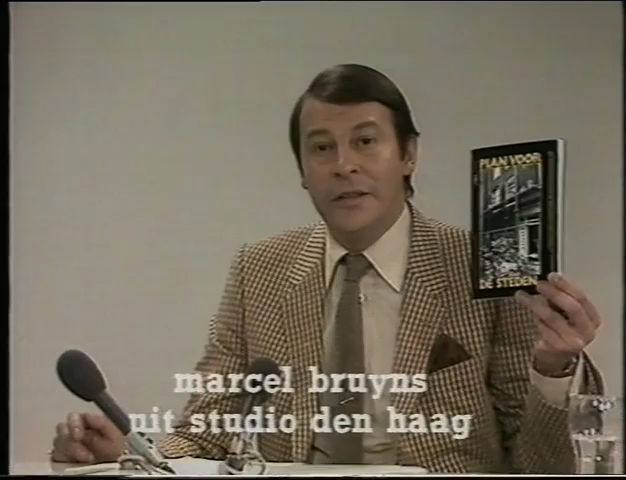 PLAN VOOR
DE STEDEN
marcel bruyns
uit studio den haag